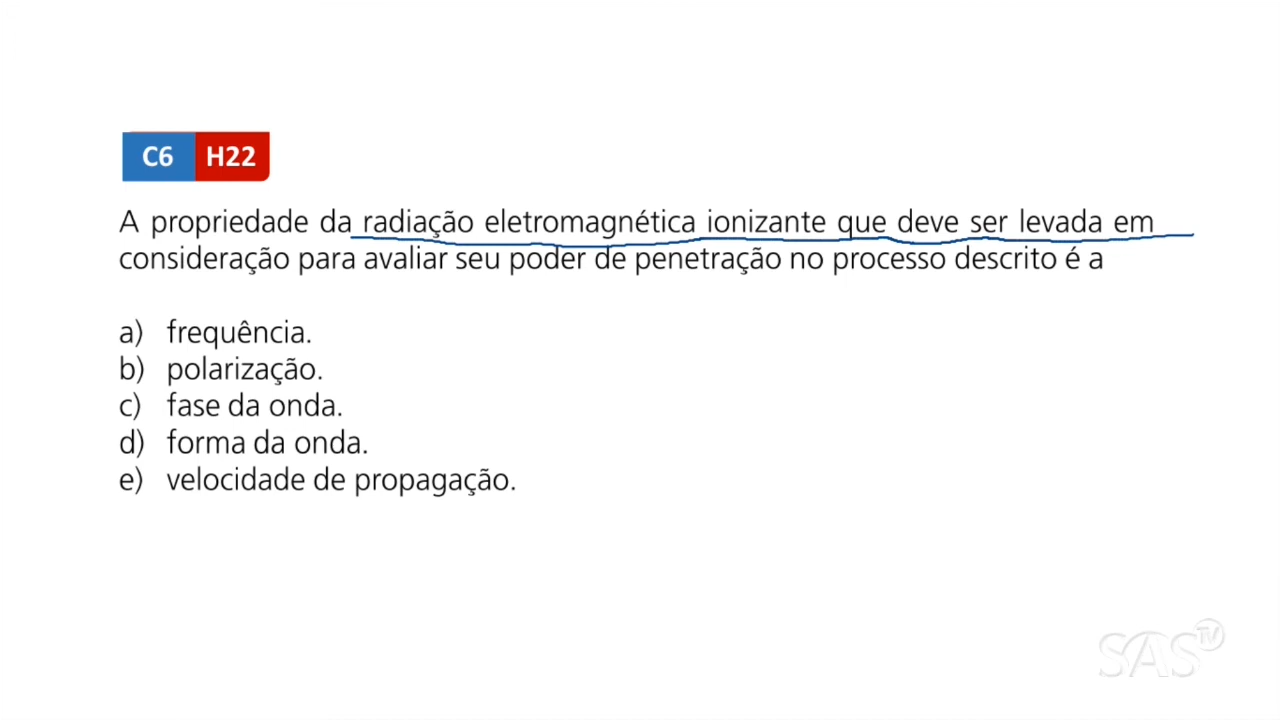 C6 H22
A propriedade da radiação eletromagnética ionizante que deve ser levada em
consideração para avaliar seu poder de penetração no processo descrito é a
a) frequência.
b) polarização.
c) fase da onda.
d) forma da onda.
e) velocidade de propagação.
SAS TV